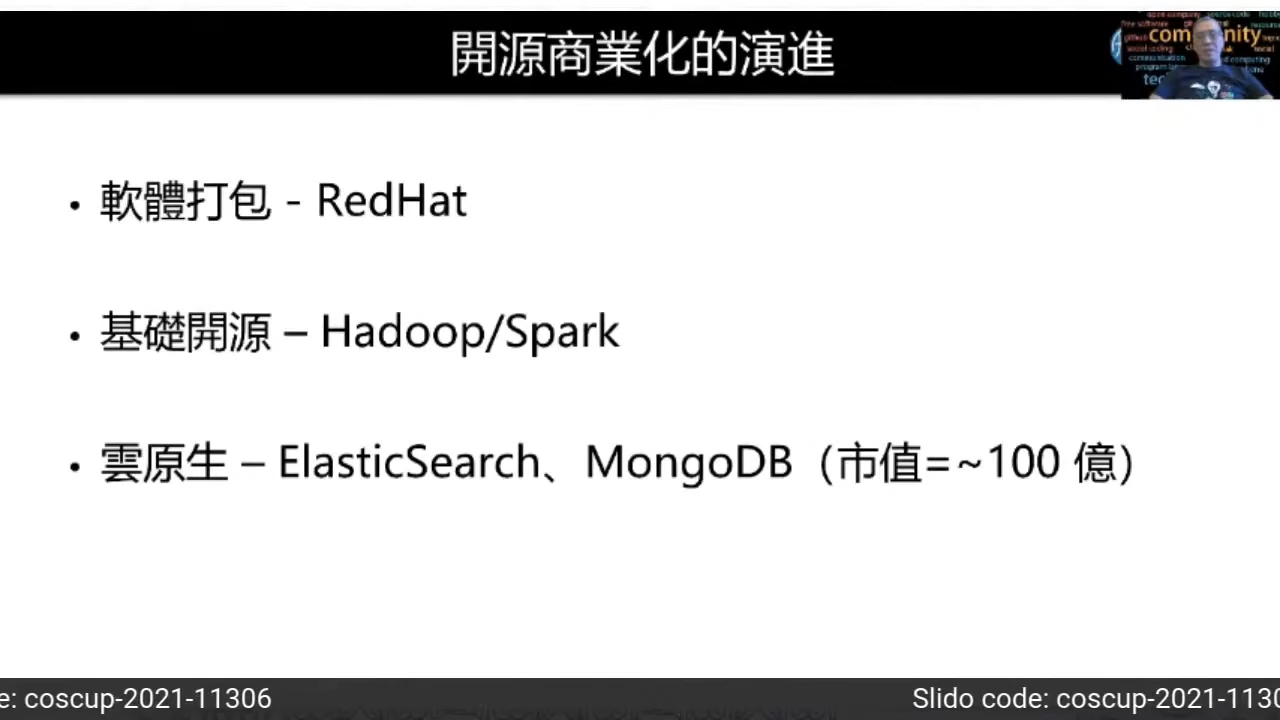 開源商業化的演進
community
• 軟體打包 - RedHat
• 基礎開源 – Hadoop/Spark
• 雲原生 – ElasticSearch、MongoDB（市值=~100 億）
e: coscup-2021-11306
Slido code: coscup-2021-1130